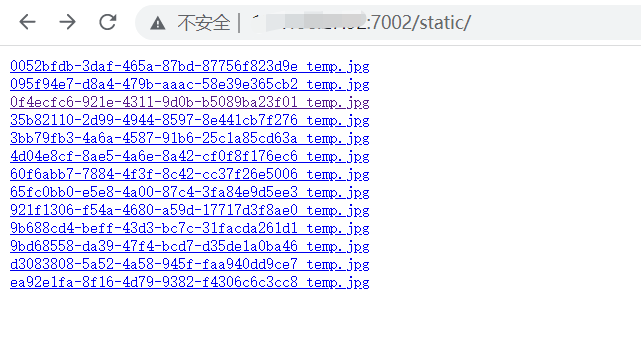 不安全 | :7002/static/
0052bfdb-3daf-465a-87bd-87756f823d9e_temp.jpg
095f94e7-d8a4-479b-aaac-58e39e365cb2_temp.jpg
0f4ecfc6-921e-4311-9d0b-b5089ba23f01_temp.jpg
35b82110-2d99-4944-8597-8e441cb7f276_temp.jpg
3bb79fb3-4a6a-4587-91b6-25c1a85cd63a_temp.jpg
4d04e8cf-8ae5-4a6e-8a42-cf0f8f176ec6_temp.jpg
60f6abb7-7884-4f3f-8c42-cc37f26e5006_temp.jpg
65fc0bb0-e5e8-4a00-87c4-3fa84e9d5ee3_temp.jpg
921f1306-f54a-4680-a59d-17717d3f8ae0_temp.jpg
9b688cd4-beff-43d3-bc7c-31facda261d1_temp.jpg
9bd68558-da39-47f4-bcd7-d35de1a0ba46_temp.jpg
d3083808-5a52-4a58-945f-faa940dd9ce7_temp.jpg
ea92e1fa-8f16-4d79-9382-f4306c6c3cc8_temp.jpg